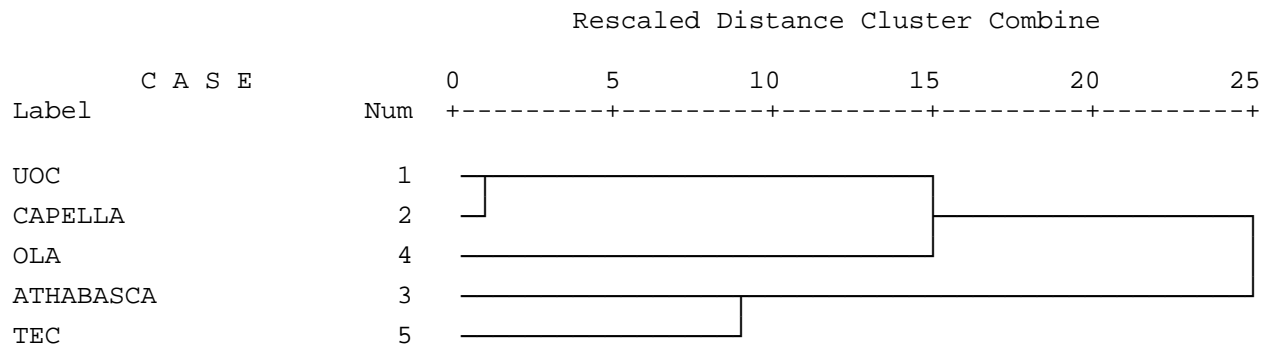 Rescaled Distance Cluster Combine
C A S E 0 5 10 15 20 25
Label Num +---------+---------+---------+---------+---------+
UOC 1
CAPELLA 2
OLA 4
ATHABASCA 3
TEC 5